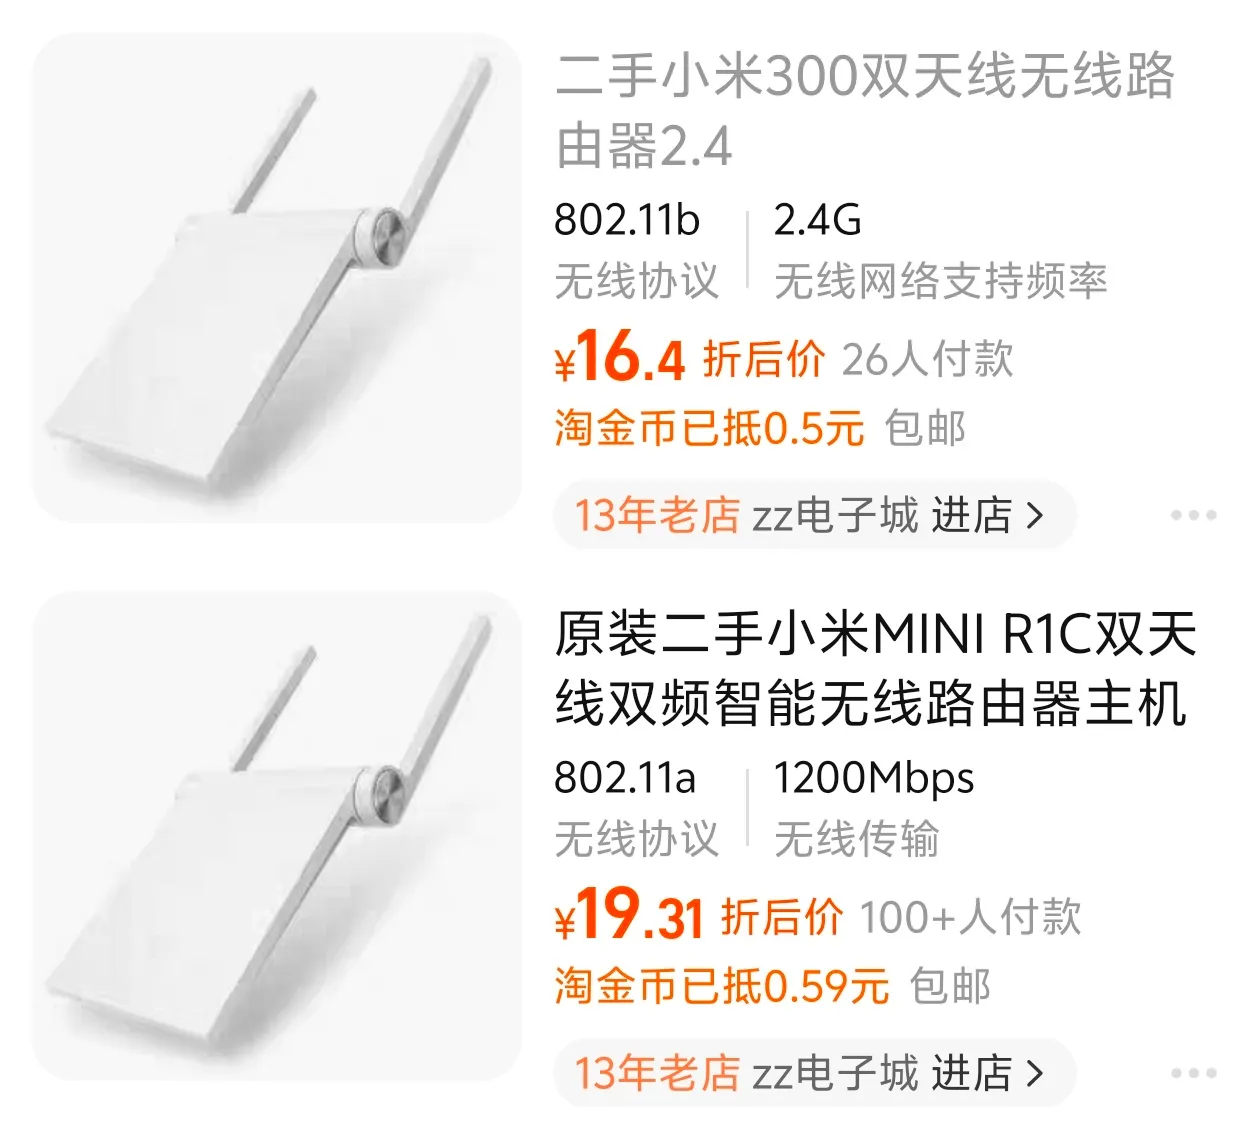 二手小米300双天线无线路
由器2.4
802.11b 2.4G
无线协议 无线网络支持频率
¥16.4 折后价 26人付款
淘金币已抵0.5元 包邮
13年老店 zz电子城 进店 >
原装二手小米MINI R1C双天
线双频智能无线路由器主机
802.11a 1200Mbps
无线协议 无线传输
¥19.31 折后价 100+人付款
淘金币已抵0.59元 包邮
13年老店 zz电子城 进店 >